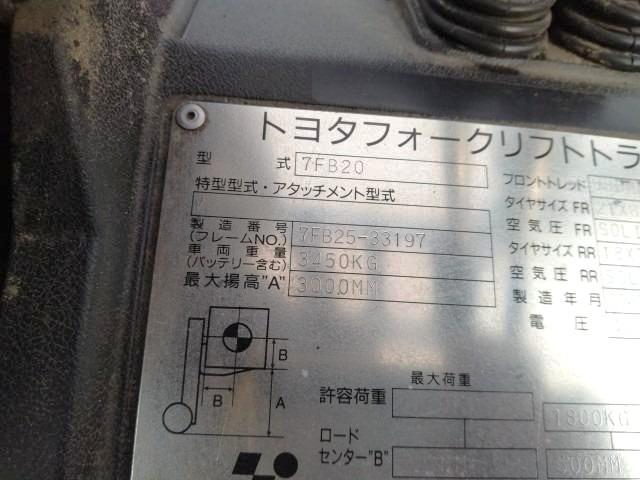 トヨタフォークリフトトラ
型 式 7FB20
特型型式・アタッチメント型式
製造番号 (フレームNO.) 7FB25-33197
車両重量 (バッテリー含む) 3450KG
最大揚高"A" 3000MM
フロントトレッド
タイヤサイズ FR
空気圧 FR SOLI
タイヤサイズ RR 18X
空気圧 RR
製造年月
電圧
B
B
A
最大荷重
許容荷重 1800KG
ロード
センター"B" 500MM